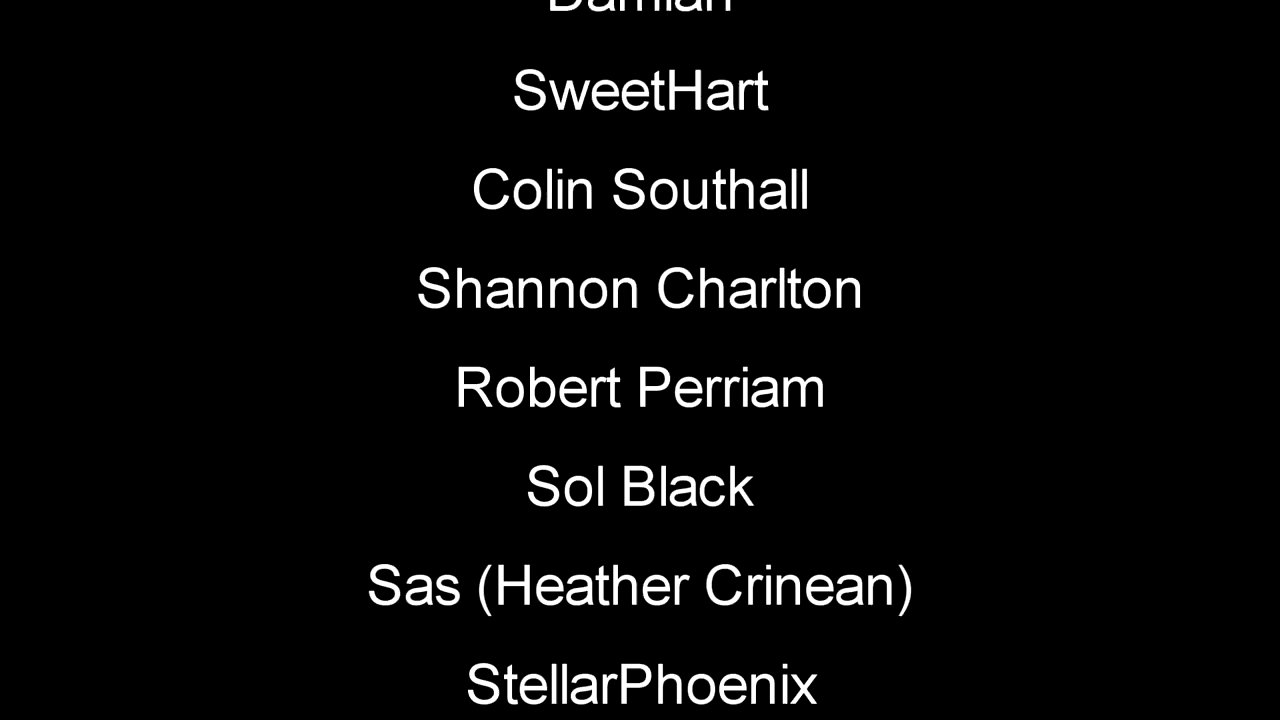 Damian
SweetHart
Colin Southall
Shannon Charlton
Robert Perriam
Sol Black
Sas (Heather Crinean)
StellarPhoenix